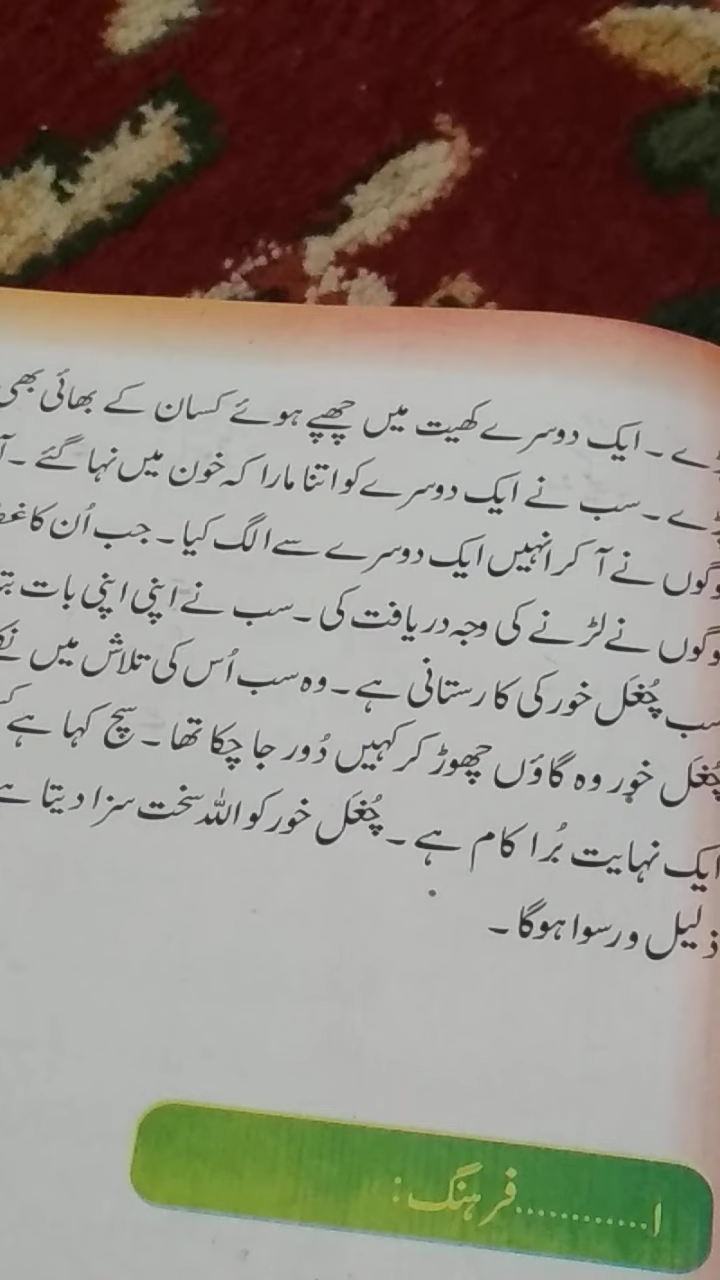 ڑے ۔ ایک دوسرے کھیت میں چھپے ہوئے کسان کے بھائی بھی
پڑے ۔ سب نے ایک دوسرے کو اتنا مارا کہ خون میں نہا گئے ۔
لوگوں نے آ کر انہیں ایک دوسرے سے الگ کیا ۔ جب اُن کا
لوگوں نے لڑنے کی وجہ دریافت کی ۔ سب نے اپنی اپنی بات
سب چُغل خور کی کارستانی ہے ۔ وہ سب اُس کی تلاش میں
چُغل خور وہ گاؤں چھوڑ کر کہیں دُور جا چکا تھا ۔ سچ کہا ہے
ایک نہایت بُرا کام ہے ۔ چُغل خور کو اللہ سخت سزا دیتا
ذلیل و رسوا ہوگا ۔
ا............فرہنگ: